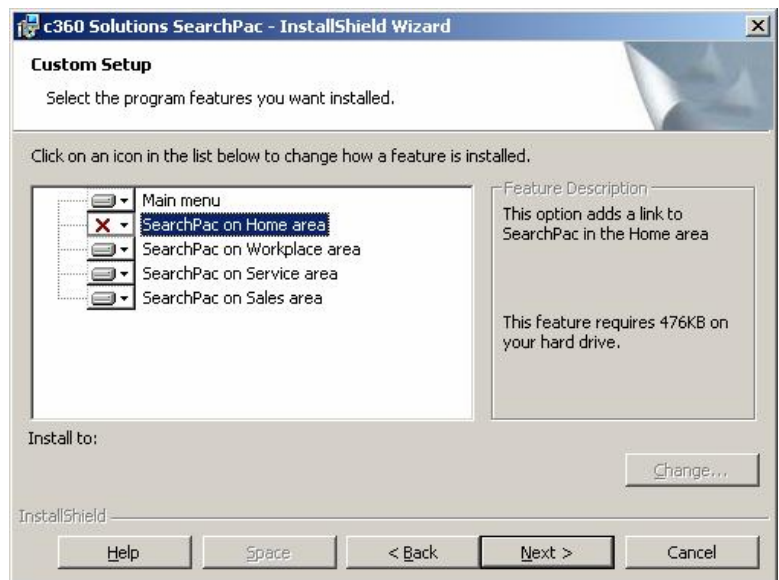 c360 Solutions SearchPac - InstallShield Wizard
Custom Setup
Select the program features you want installed.
Click on an icon in the list below to change how a feature is installed.
Main menu
SearchPac on Home area
SearchPac on Workplace area
SearchPac on Service area
SearchPac on Sales area
Feature Description
This option adds a link to
SearchPac in the Home area
This feature requires 476KB on
your hard drive.
Install to:
Change...
InstallShield
Help
Space
< Back
Next >
Cancel